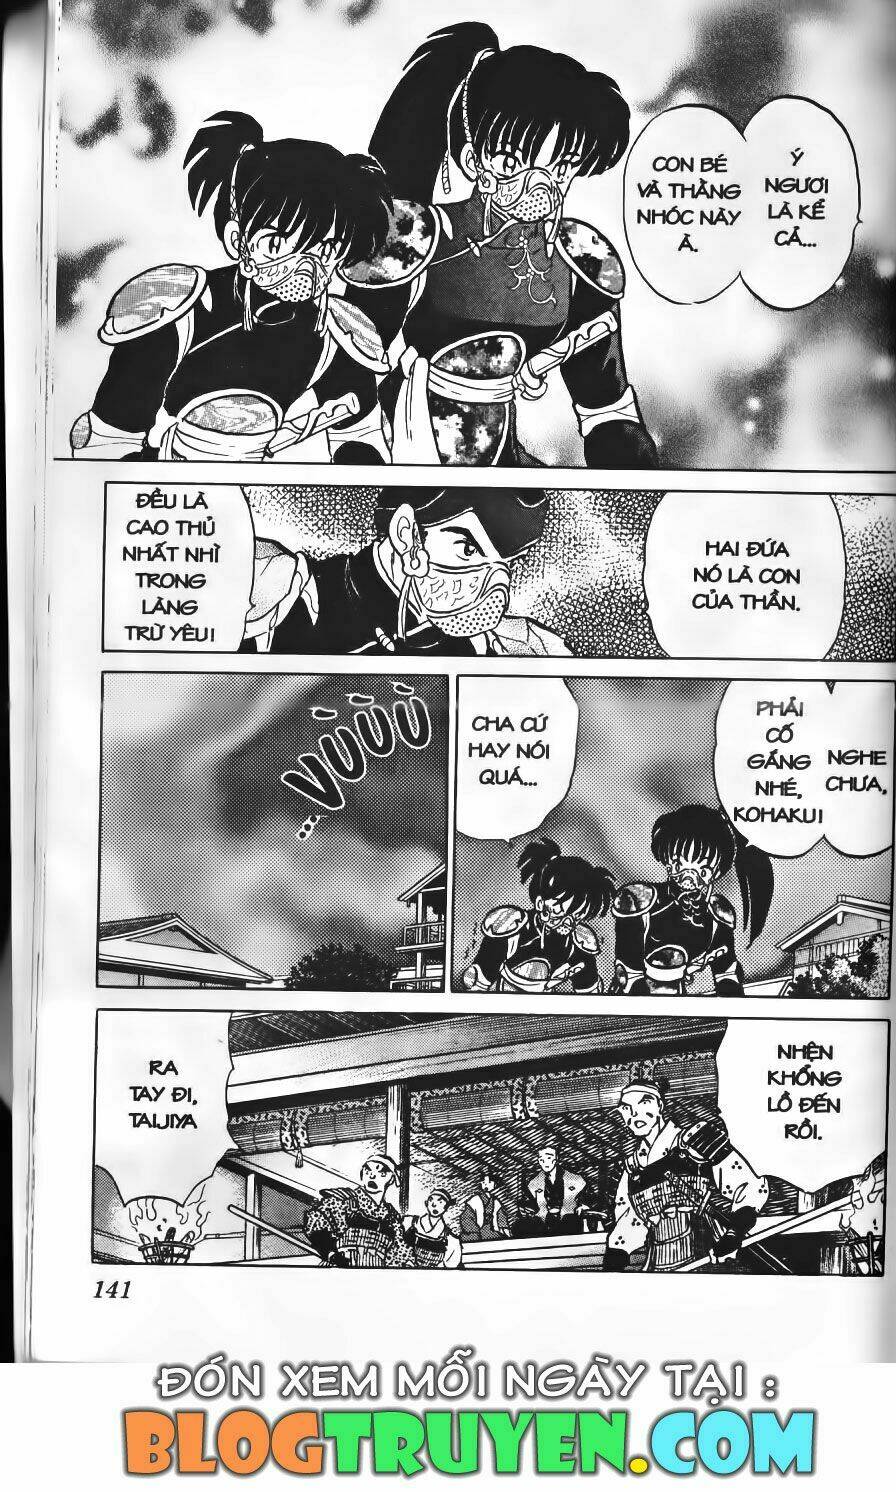 Ý
NGƯƠI
LÀ KỂ
CẢ...
CON BÉ
VÀ THẰNG
NHÓC NÀY
À.
HAI ĐỨA
NÓ LÀ CON
CỦA THẦN.
ĐỀU LÀ
CAO THỦ
NHẤT NHÌ
TRONG
LÀNG
TRỪ YÊU!
NGHE
CHƯA,
PHẢI
CỐ
GẮNG
NHÉ,
KOHAKU!
CHA CỨ
HAY NÓI
QUÁ...
VÙÙÙÙ
NHỆN
KHỔNG
LỒ ĐẾN
RỒI.
RA
TAY ĐI,
TAIJIYA
141
ĐÓN XEM MỖI NGÀY TẠI :
BLOGTRUYEN.COM